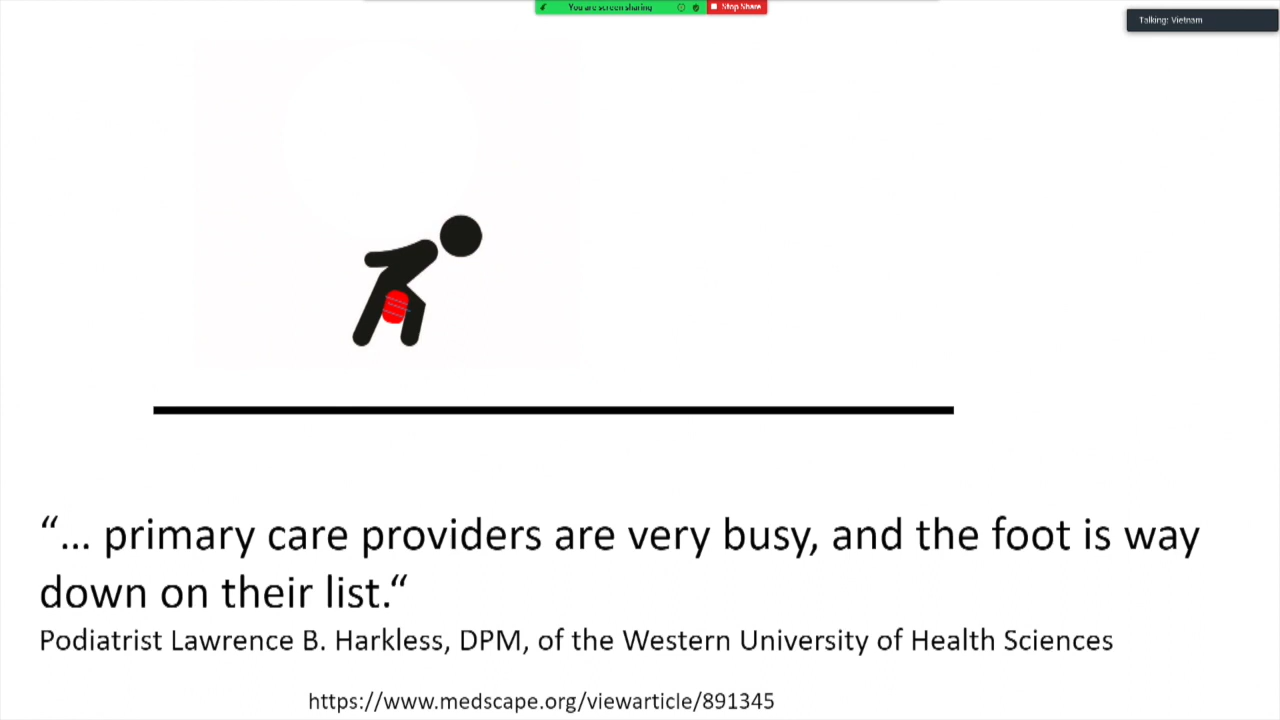 You are screen sharing
Stop Share
Talking: Vietnam
“… primary care providers are very busy, and the foot is way
down on their list.“
Podiatrist Lawrence B. Harkless, DPM, of the Western University of Health Sciences
https://www.medscape.org/viewarticle/891345